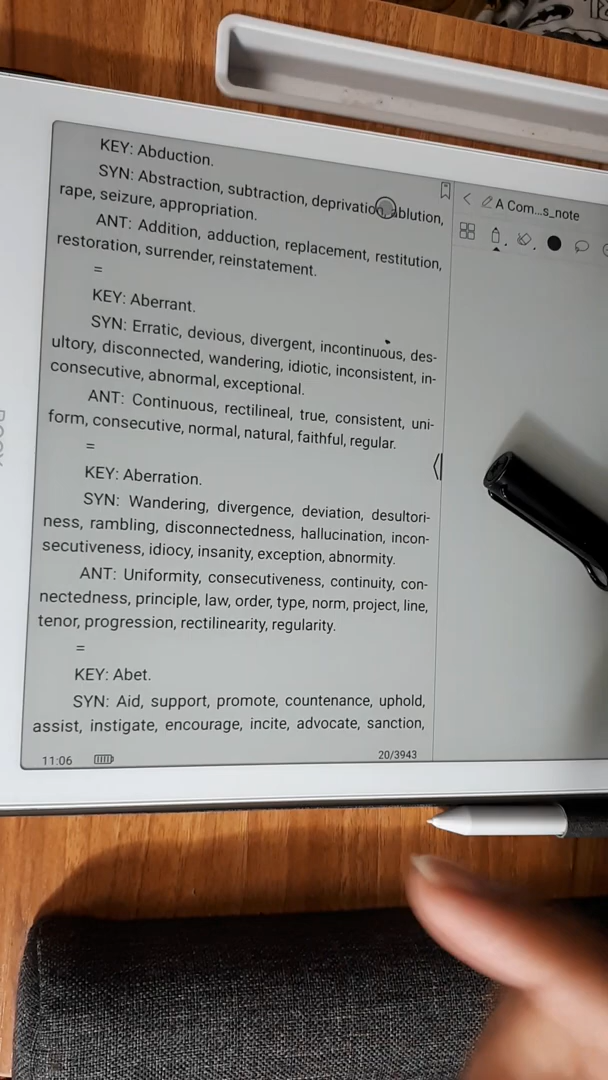 KEY: Abduction.
SYN: Abstraction, subtraction, deprivation, ablution,
rape, seizure, appropriation.
ANT: Addition, adduction, replacement, restitution,
restoration, surrender, reinstatement.
=
KEY: Aberrant.
SYN: Erratic, devious, divergent, incontinuous, des-
ultory, disconnected, wandering, idiotic, inconsistent, in-
consecutive, abnormal, exceptional.
ANT: Continuous, rectilineal, true, consistent, uni-
form, consecutive, normal, natural, faithful, regular.
=
KEY: Aberration.
SYN: Wandering, divergence, deviation, desultori-
ness, rambling, disconnectedness, hallucination, incon-
secutiveness, idiocy, insanity, exception, abnormity.
ANT: Uniformity, consecutiveness, continuity, con-
nectedness, principle, law, order, type, norm, project, line,
tenor, progression, rectilinearity, regularity.
=
KEY: Abet.
SYN: Aid, support, promote, countenance, uphold,
assist, instigate, encourage, incite, advocate, sanction,
11:06
20/3943
A Com...s_note